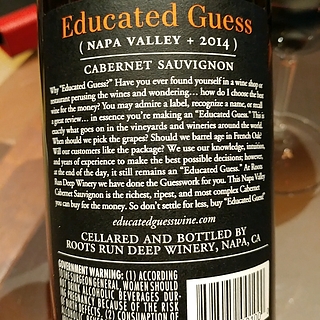 Educated Guess
( NAPA VALLEY + 2014 )
CABERNET SAUVIGNON
Why "Educated Guess?" Have you ever found yourself in a wine shop or
restaurant perusing the wines and wondering... how do I choose the best
wine for the money? You may admire a label, recognize a name, or recall
a great review... in essence you're making an "Educated Guess." This is
exactly what goes on in the vineyards and wineries around the world.
When should we pick the grapes? Should we barrel age in French Oak?
Will our customers like the package? We use our knowledge, intuition,
and years of experience to make the best possible decisions; however,
at the end of the day, it still remains an "Educated Guess." At Roots
Run Deep Winery we have done the Guesswork for you. This Napa Valley
Cabernet Sauvignon is the richest, ripest, and most complex Cabernet
you can buy for the money. So don't settle for less, buy "Educated Guess!"
educatedguesswine.com
CELLARED AND BOTTLED BY
ROOTS RUN DEEP WINERY, NAPA, CA
GOVERNMENT WARNING: (1) ACCORDING
SURGEON GENERAL, WOMEN SHOULD
NOT DRINK ALCOHOLIC BEVERAGES DUR-
PREGNANCY BECAUSE OF THE RISK
BIRTH DEFECTS. (2) CONSUMPTION OF